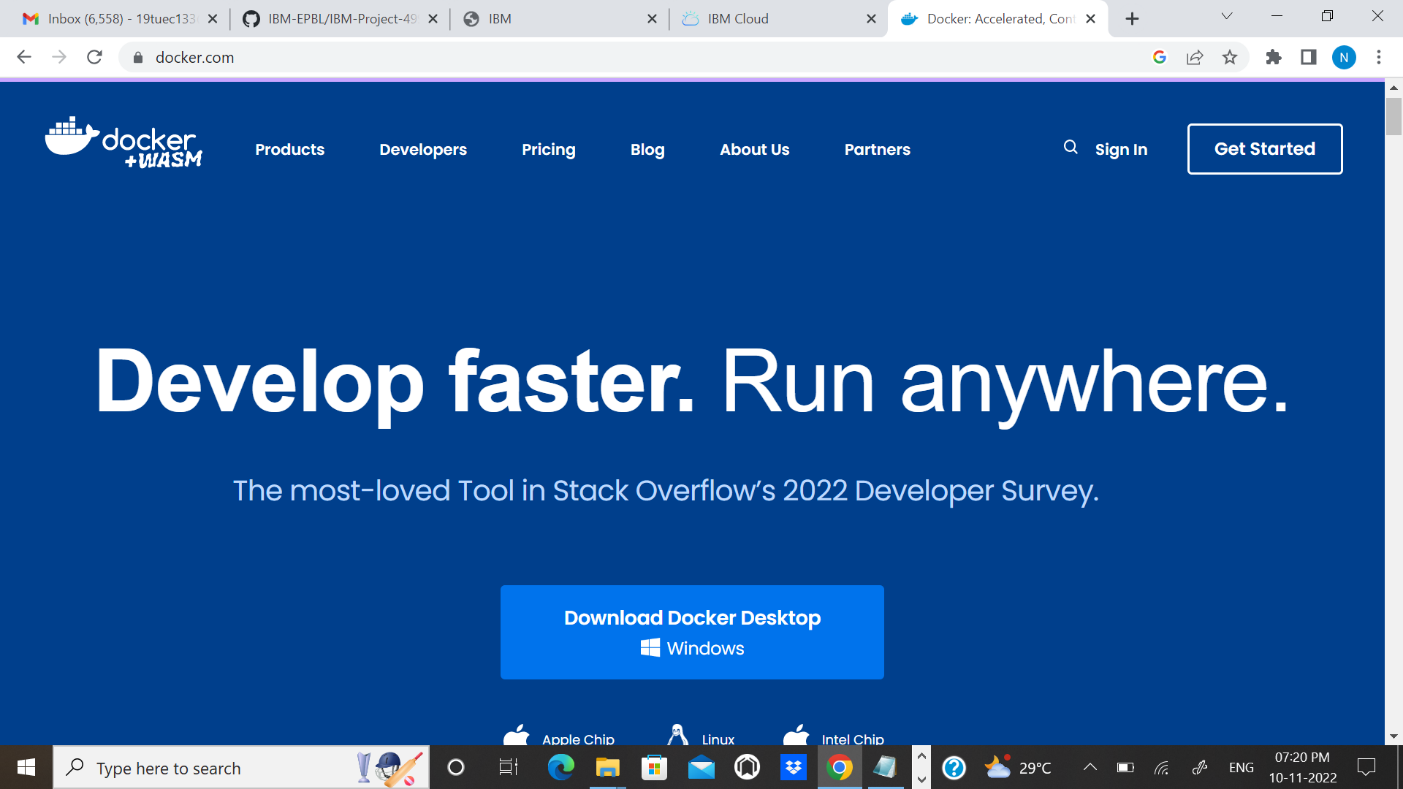 Inbox (6,558) - 19tuec133
IBM-EPBL/IBM-Project-49
IBM
IBM Cloud
Docker: Accelerated, Cont
docker.com
N
docker
+WASM
Products
Developers
Pricing
Blog
About Us
Partners
Sign In
Get Started
Develop faster. Run anywhere.
The most-loved Tool in Stack Overflow's 2022 Developer Survey.
Download Docker Desktop
Windows
Apple Chip
Linux
Intel Chip
Type here to search
29°C
ENG
07:20 PM
10-11-2022